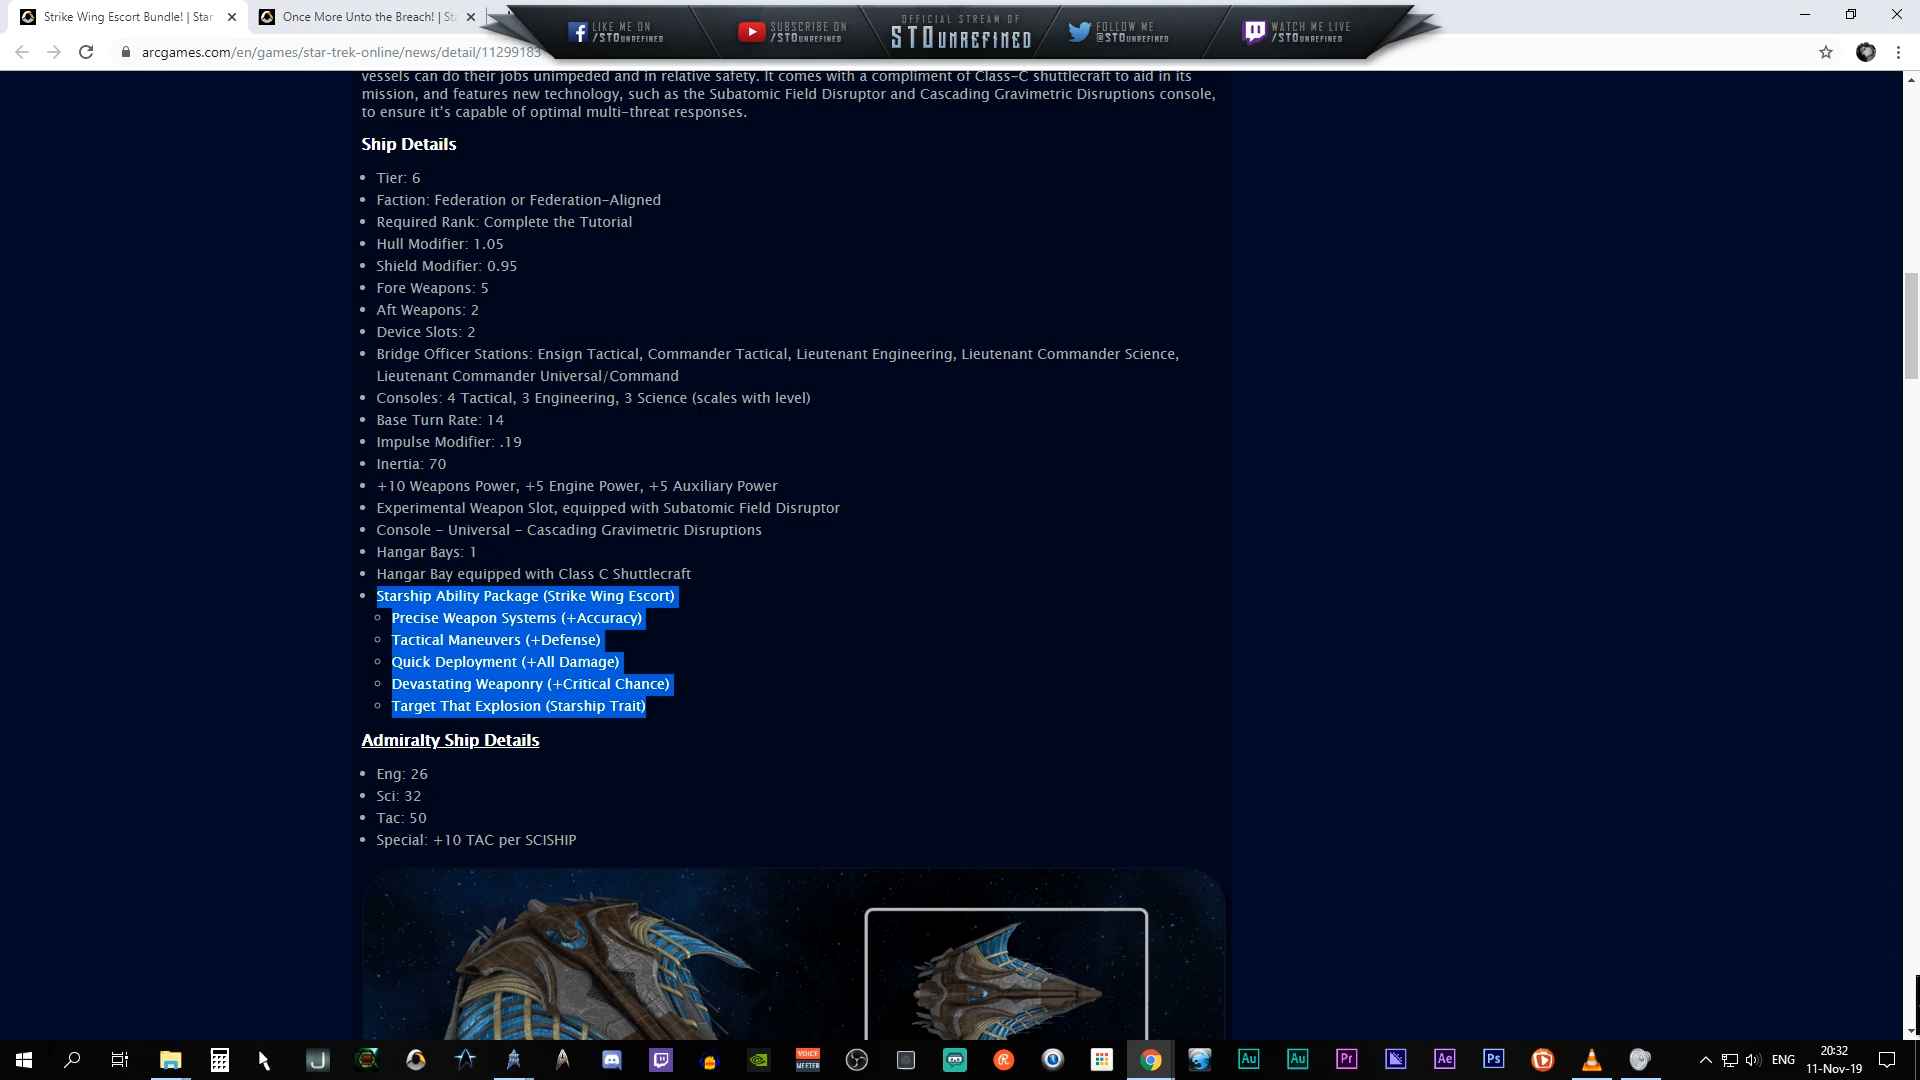 Strike Wing Escort Bundle! | Star
Once More Unto the Breach! | Sta
LIKE ME ON
/STOUNREFINED
SUBSCRIBE ON
/STOUNREFINED
OFFICIAL STREAM OF
STOUNREFINED
FOLLOW ME
@STOUNREFINED
WATCH ME LIVE
/STOUNREFINED
arcgames.com/en/games/star-trek-online/news/detail/11299183
vessels can do their jobs unimpeded and in relative safety. It comes with a compliment of Class-C shuttlecraft to aid in its
mission, and features new technology, such as the Subatomic Field Disruptor and Cascading Gravimetric Disruptions console,
to ensure it's capable of optimal multi-threat responses.
Ship Details
Tier: 6
Faction: Federation or Federation-Aligned
Required Rank: Complete the Tutorial
Hull Modifier: 1.05
Shield Modifier: 0.95
Fore Weapons: 5
Aft Weapons: 2
Device Slots: 2
Bridge Officer Stations: Ensign Tactical, Commander Tactical, Lieutenant Engineering, Lieutenant Commander Science,
Lieutenant Commander Universal/Command
Consoles: 4 Tactical, 3 Engineering, 3 Science (scales with level)
Base Turn Rate: 14
Impulse Modifier: .19
Inertia: 70
+10 Weapons Power, +5 Engine Power, +5 Auxiliary Power
Experimental Weapon Slot, equipped with Subatomic Field Disruptor
Console - Universal - Cascading Gravimetric Disruptions
Hangar Bays: 1
Hangar Bay equipped with Class C Shuttlecraft
Starship Ability Package (Strike Wing Escort)
Precise Weapon Systems (+Accuracy)
Tactical Maneuvers (+Defense)
Quick Deployment (+All Damage)
Devastating Weaponry (+Critical Chance)
Target That Explosion (Starship Trait)
Admiralty Ship Details
Eng: 26
Sci: 32
Tac: 50
Special: +10 TAC per SCISHIP
VOICE
MEETER
Au
Au
Pr
Ae
Ps
ENG
20:32
11-Nov-19